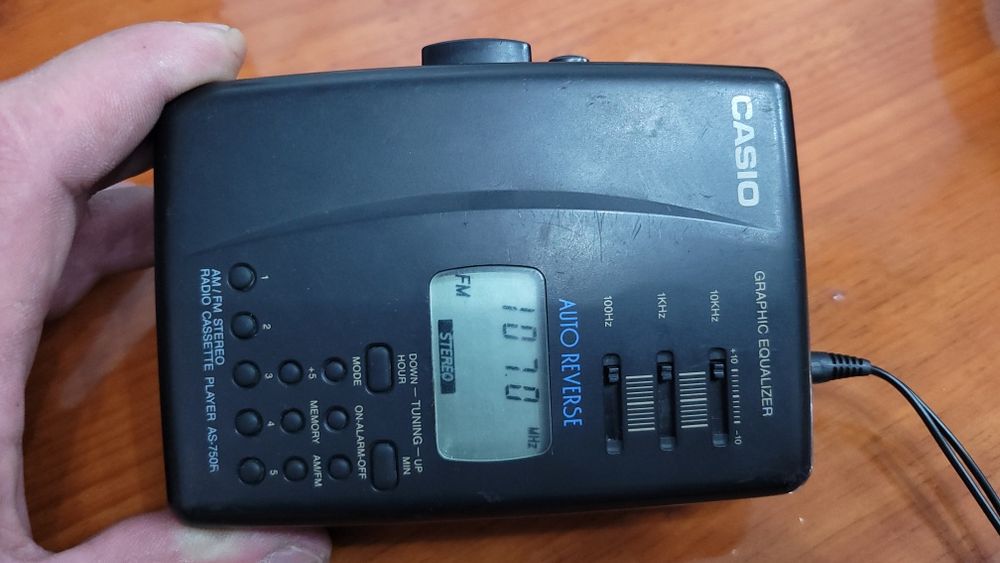 CASIO
GRAPHIC EQUALIZER
+10 -10
10KHz
1KHz
100Hz
AUTO REVERSE
107.0 MHz
FM STEREO
DOWN – TUNING – UP
HOUR MIN
MODE ON-ALARM-OFF
+5 MEMORY AM/FM
1 2 3 4 5
AM/FM STEREO
RADIO CASSETTE PLAYER AS-750R